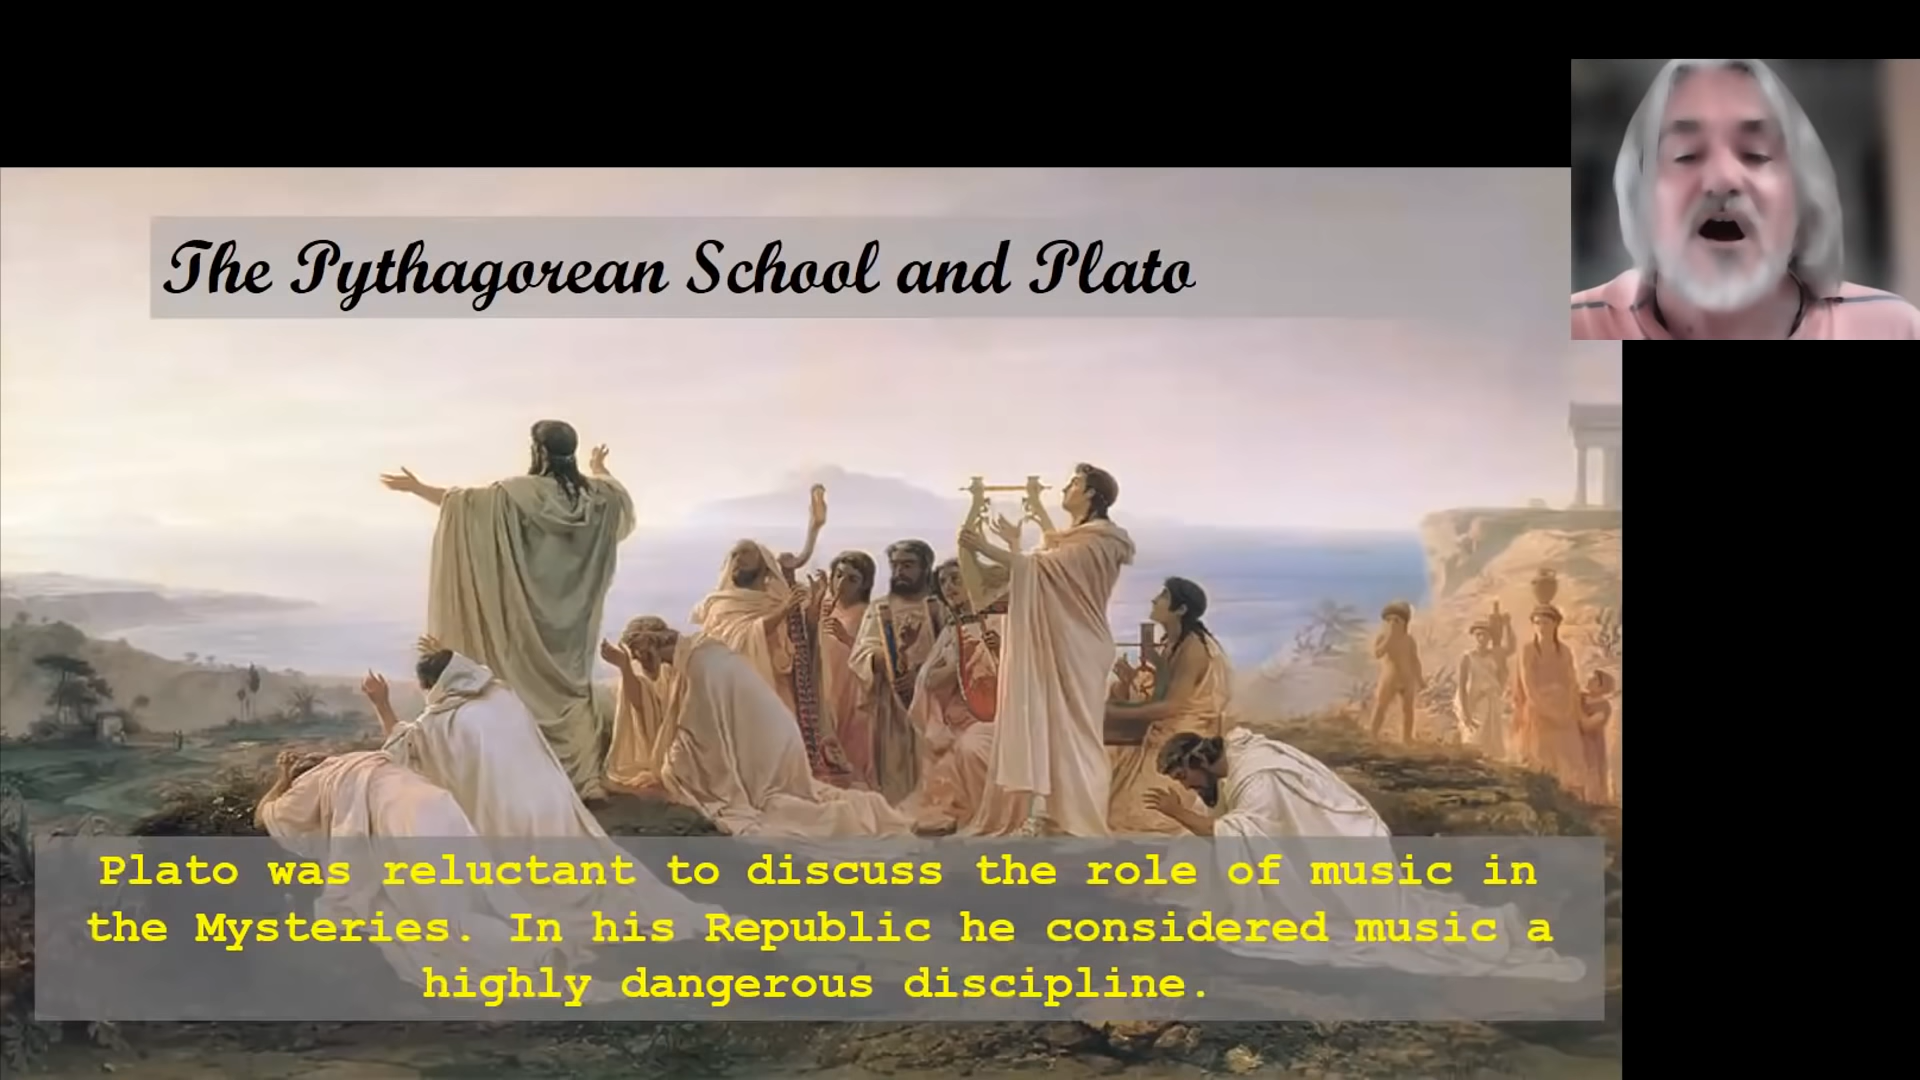 The Pythagorean School and Plato
Plato was reluctant to discuss the role of music in
the Mysteries. In his Republic he considered music a
highly dangerous discipline.